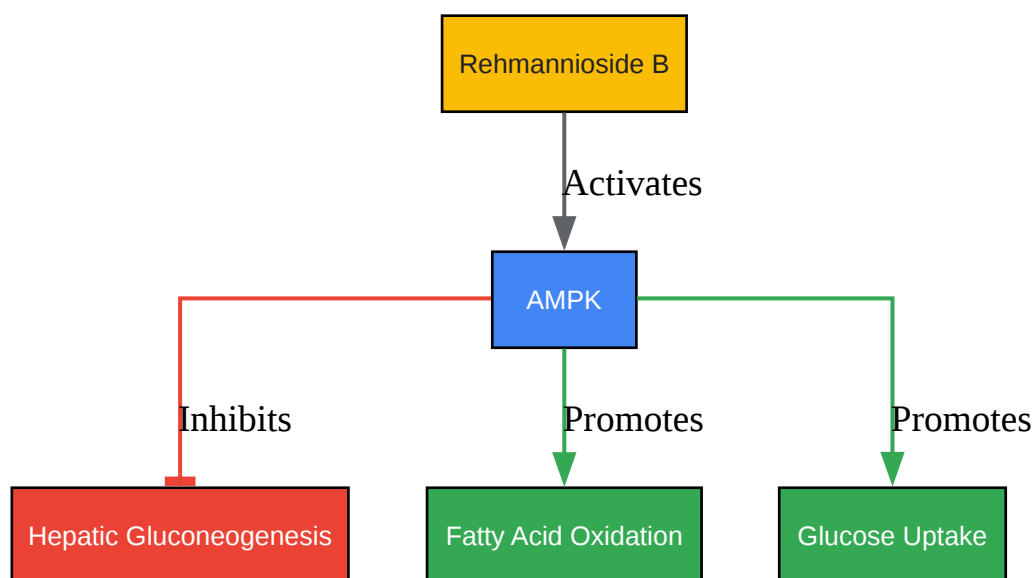 Rehmannioside B
Activates
AMPK
Inhibits
Promotes
Promotes
Hepatic Gluconeogenesis
Fatty Acid Oxidation
Glucose Uptake